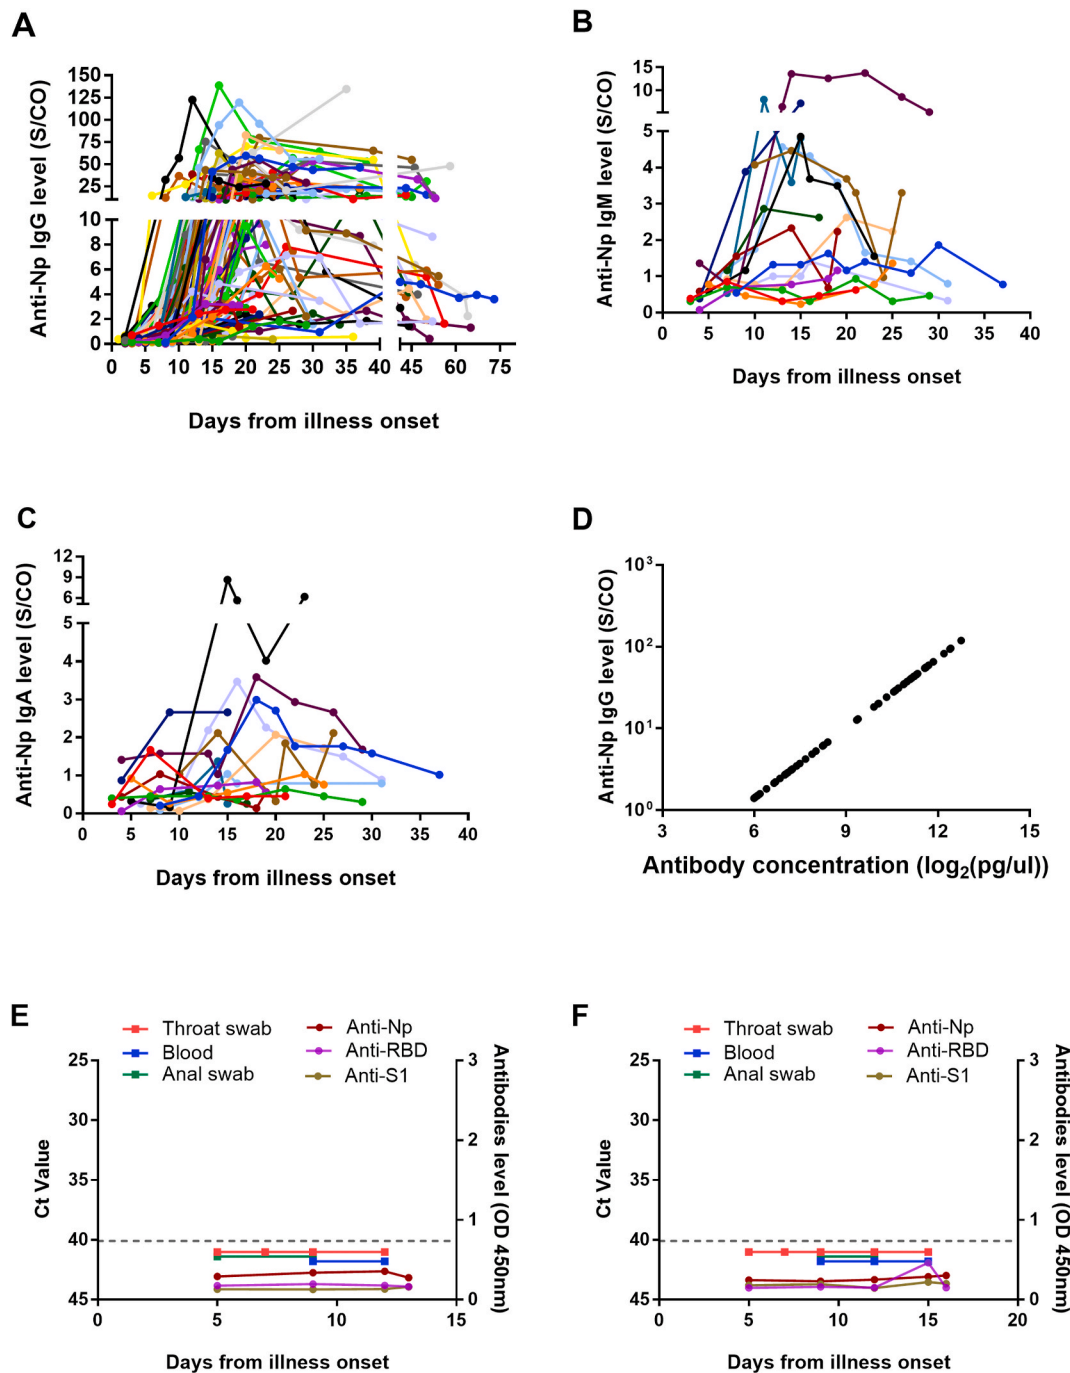 A
Anti-Np IgG level (S/CO)
150
125
100
75
50
25
10
8
6
4
2
0
0 5 10 15 20 25 30 35 40 45 60 75
Days from illness onset
B
Anti-Np IgM level (S/CO)
15
10
5
5
4
3
2
1
0
0 5 10 15 20 25 30 35 40
Days from illness onset
C
Anti-Np IgA level (S/CO)
12
9
6
5
4
3
2
1
0
0 5 10 15 20 25 30 35 40
Days from illness onset
D
Anti-Np IgG level (S/CO)
10³
10²
10¹
10⁰
3 6 9 12 15
Antibody concentration (log₂(pg/ul))
E
Throat swab Anti-Np
Blood Anti-RBD
Anal swab Anti-S1
Ct Value
25
30
35
40
45
3
2
1
0
Antibodies level (OD 450nm)
0 5 10 15
Days from illness onset
F
Throat swab Anti-Np
Blood Anti-RBD
Anal swab Anti-S1
Ct Value
25
30
35
40
45
3
2
1
0
Antibodies level (OD 450nm)
0 5 10 15 20
Days from illness onset